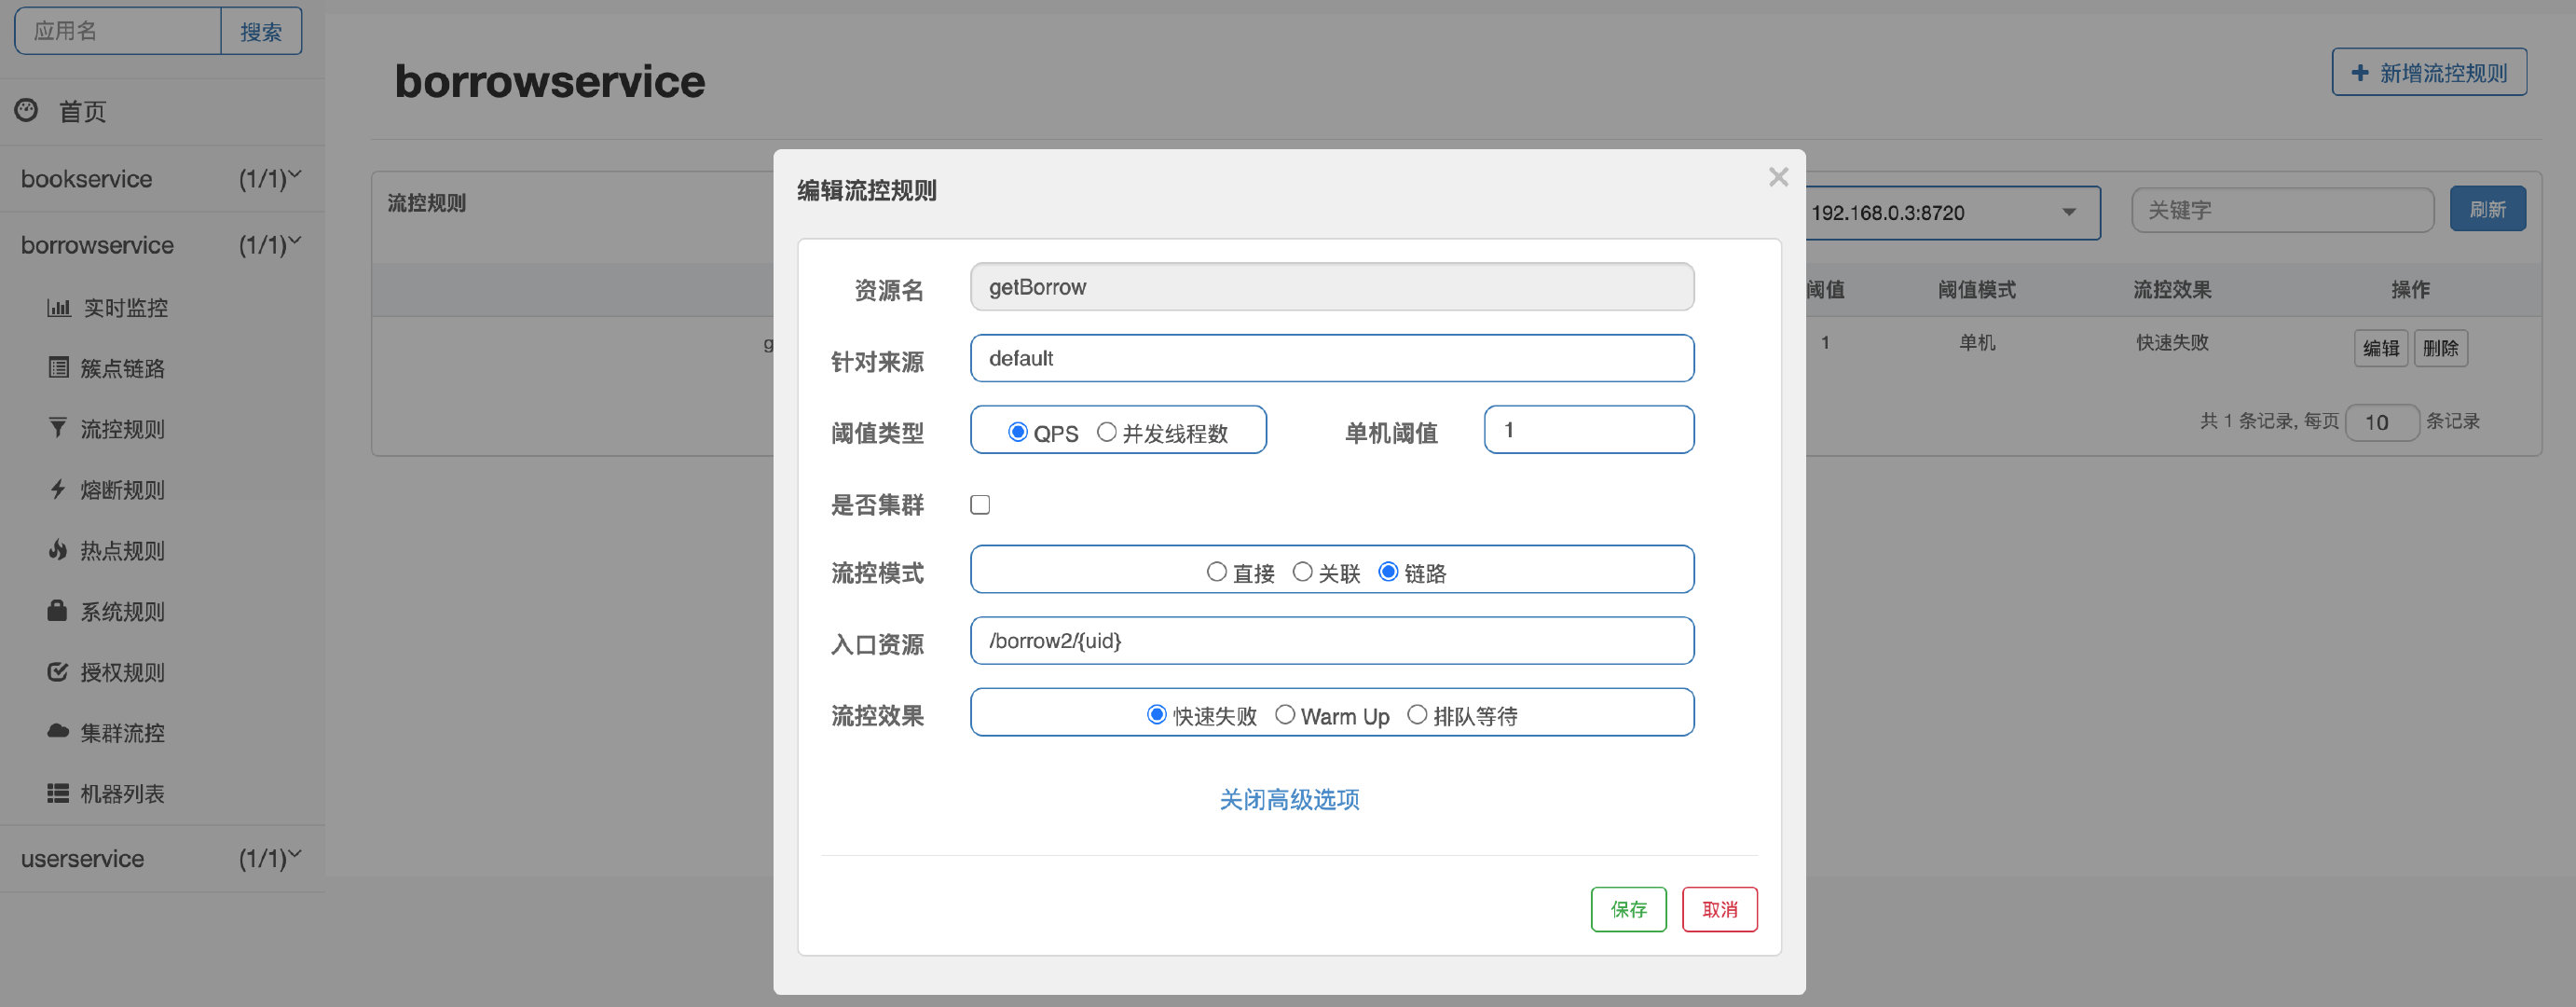 应用名
搜索
首页
bookservice (1/1)
borrowservice (1/1)
实时监控
簇点链路
流控规则
熔断规则
热点规则
系统规则
授权规则
集群流控
机器列表
userservice (1/1)
borrowservice
新增流控规则
流控规则
192.168.0.3:8720
关键字
刷新
阈值 阈值模式 流控效果 操作
g 1 单机 快速失败 编辑 删除
共 1 条记录, 每页 10 条记录
编辑流控规则
×
资源名 getBorrow
针对来源 default
阈值类型 QPS 并发线程数 单机阈值 1
是否集群
流控模式 直接 关联 链路
入口资源 /borrow2/{uid}
流控效果 快速失败 Warm Up 排队等待
关闭高级选项
保存 取消